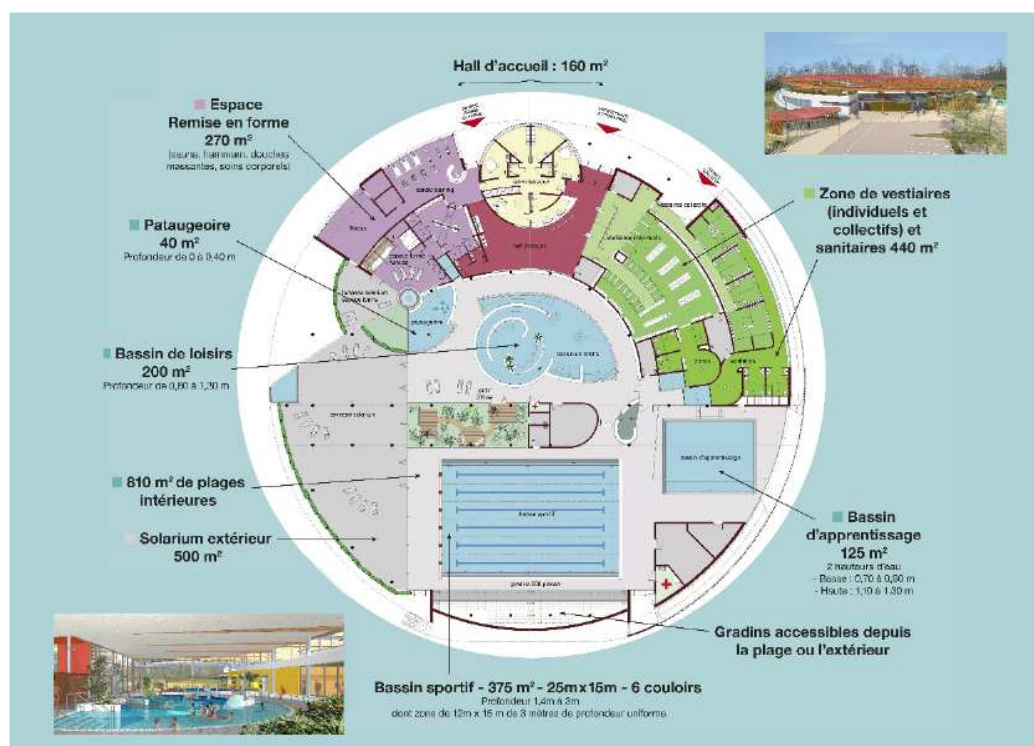 Hall d'accueil : 160 m²
Espace
Remise en forme
270 m²
(sauna, hammam, douches
massantes, soins corporels)
Pataugeoire
40 m²
Profondeur de 0 à 0,40 m
Bassin de loisirs
200 m²
Profondeur de 0,80 à 1,30 m
810 m² de plages
intérieures
Solarium extérieur
500 m²
Zone de vestiaires
(individuels et
collectifs) et
sanitaires 440 m²
Bassin
d'apprentissage
125 m²
2 hauteurs d'eau
- Basse : 0,70 à 0,90 m
- Haute : 1,10 à 1,30 m
Gradins accessibles depuis
la plage ou l'extérieur
Bassin sportif - 375 m² - 25m x 15m - 6 couloirs
Profondeur 1,4m à 3m
dont zone de 12m x 15 m de 3 mètres de profondeur uniforme.
pataugeoire
bassin d'apprentissage
bassin sportif